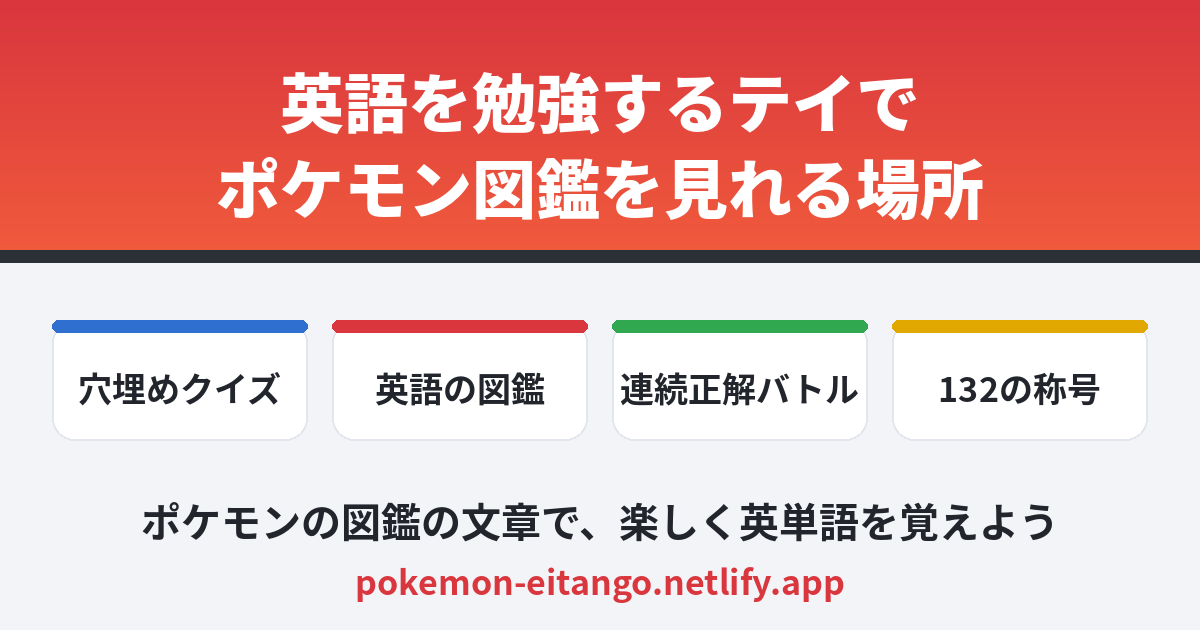 英語を勉強するテイで
ポケモン図鑑を見れる場所
穴埋めクイズ
英語の図鑑
連続正解バトル
132の称号
ポケモンの図鑑の文章で、楽しく英単語を覚えよう
pokemon-eitango.netlify.app